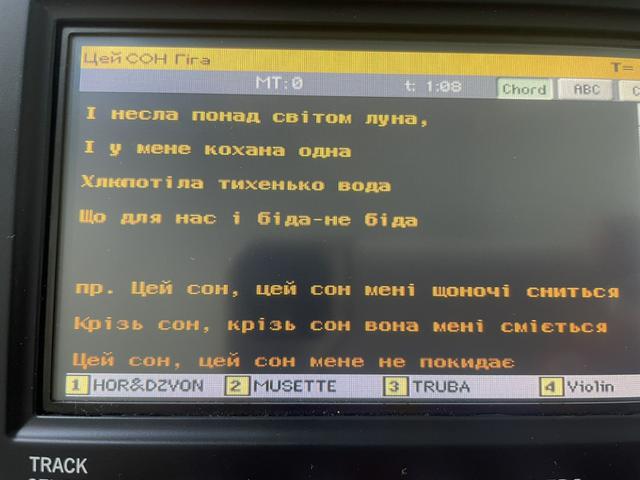 Цей СОН Гіга
T=
MT:0 t: 1:08 Chord ABC C
І несла понад світом луна,
І у мене кохана одна
Хлюпотіла тихенько вода
Що для нас і біда-не біда
пр. Цей сон, цей сон мені щоночі сниться
Крізь сон, крізь сон вона мені сміється
Цей сон, цей сон мене не покидає
1 HOR&DZVON 2 MUSETTE 3 TRUBA 4 Violin
TRACK